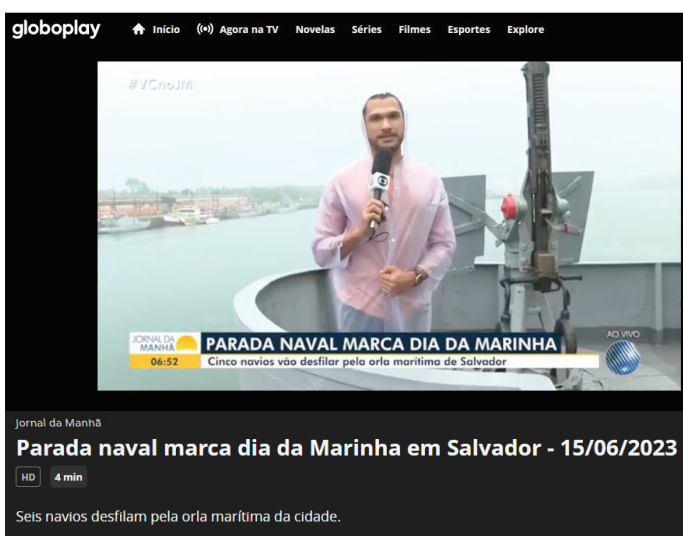 globoplay Início Agora na TV Novelas Séries Filmes Esportes Explore
#VCnoJM
JORNAL DA
MANHÃ
06:52
PARADA NAVAL MARCA DIA DA MARINHA
Cinco navios vão desfilar pela orla marítima de Salvador
AO VIVO
Jornal da Manhã
Parada naval marca dia da Marinha em Salvador - 15/06/2023
HD 4 min
Seis navios desfilam pela orla marítima da cidade.